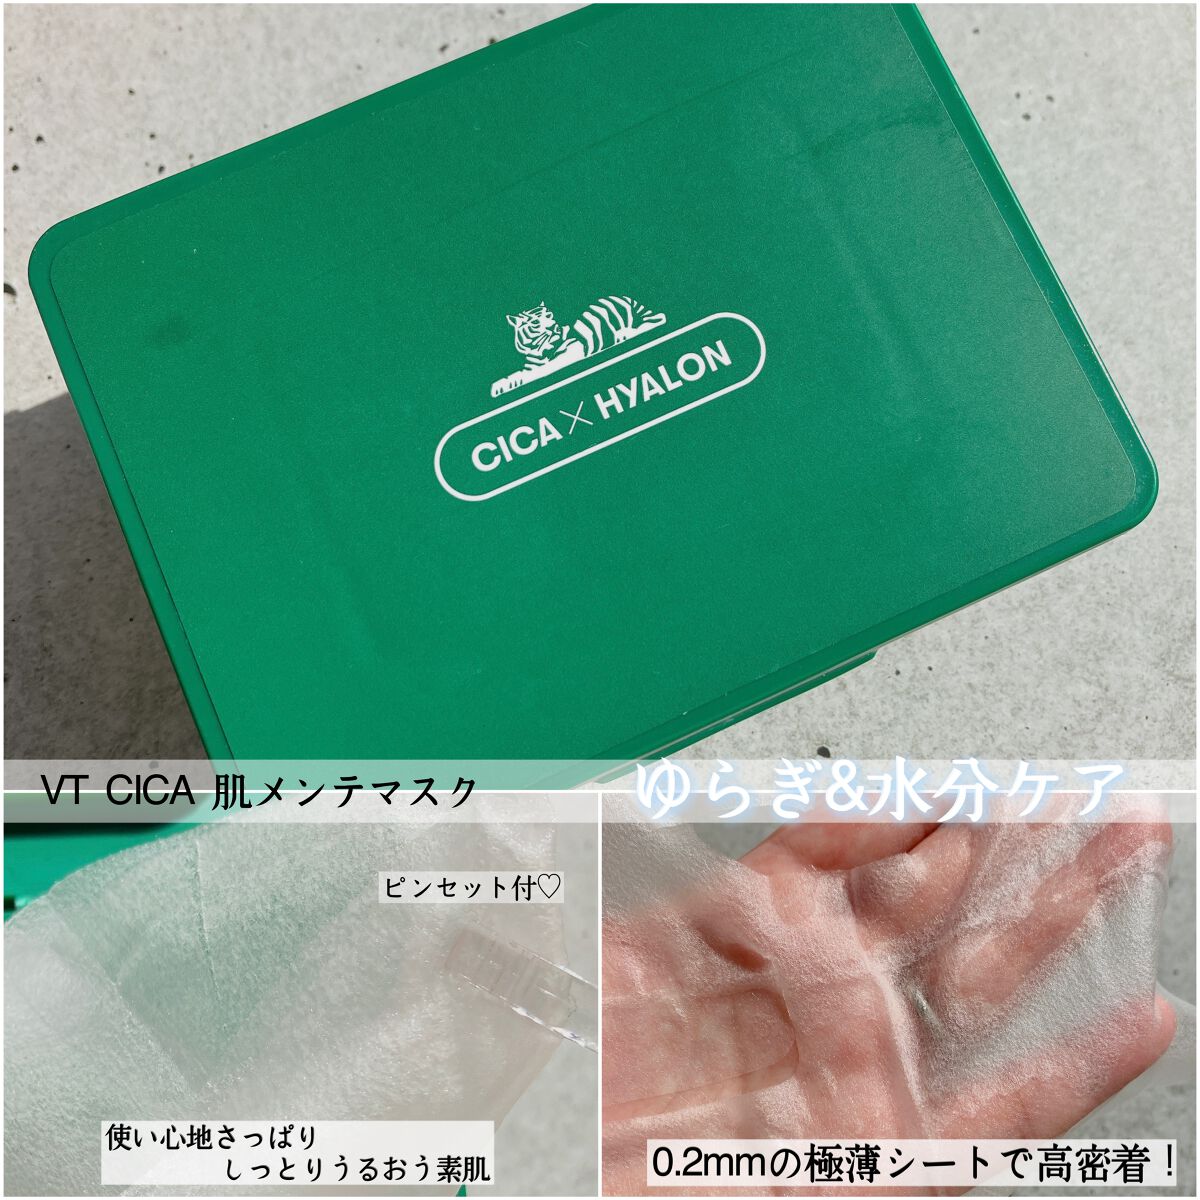 CICA×HYALON
VT CICA 肌メンテマスク
ゆらぎ&水分ケア
ピンセット付♡
使い心地さっぱり
しっとりうるおう素肌
0.2mmの極薄シートで高密着！